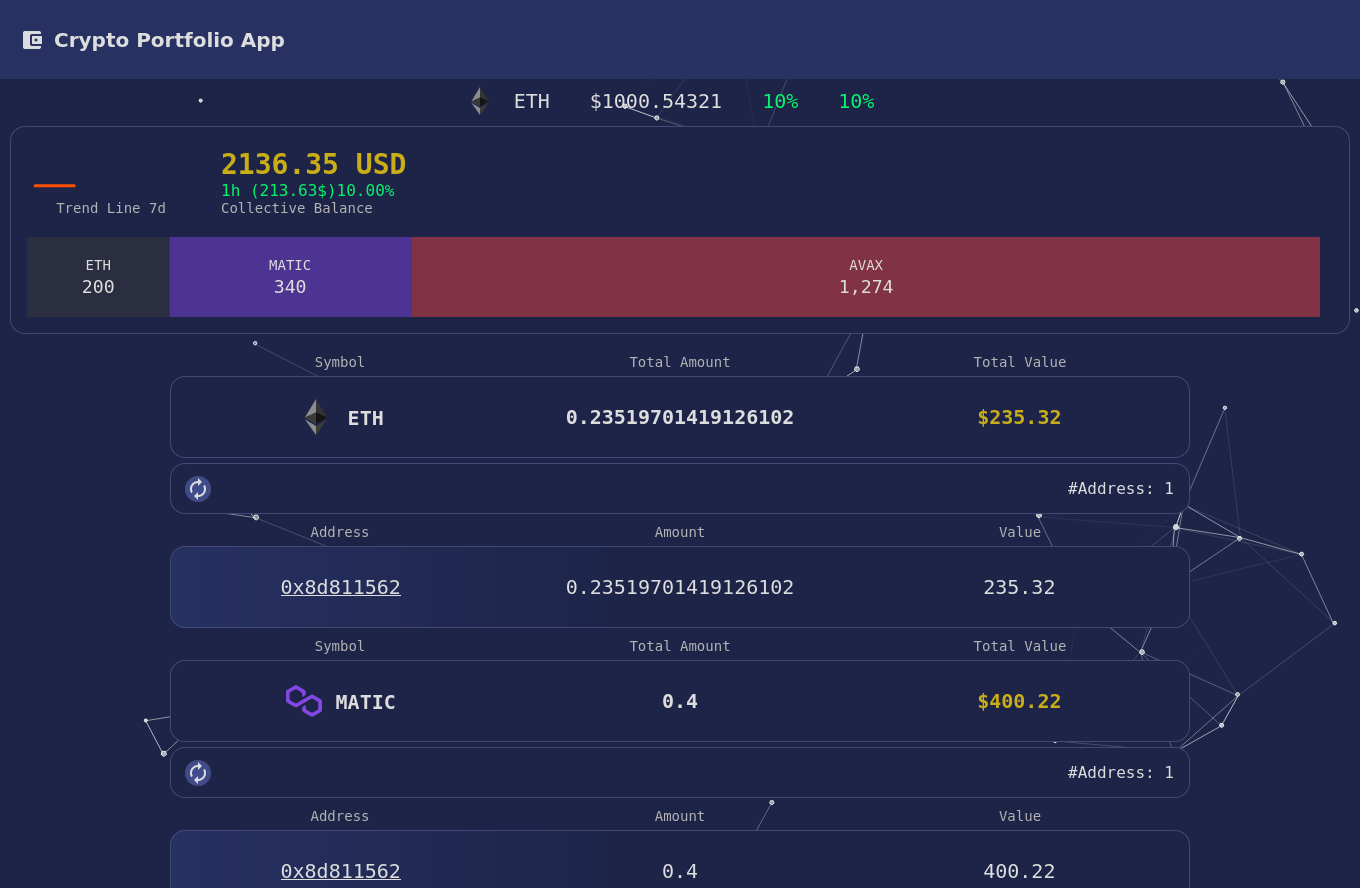 Crypto Portfolio App
ETH $1000.54321 10% 10%
2136.35 USD
1h (213.63$)10.00%
Trend Line 7d Collective Balance
ETH MATIC AVAX
200 340 1,274
Symbol Total Amount Total Value
ETH 0.23519701419126102 $235.32
#Address: 1
Address Amount Value
0x8d811562 0.23519701419126102 235.32
Symbol Total Amount Total Value
MATIC 0.4 $400.22
#Address: 1
Address Amount Value
0x8d811562 0.4 400.22